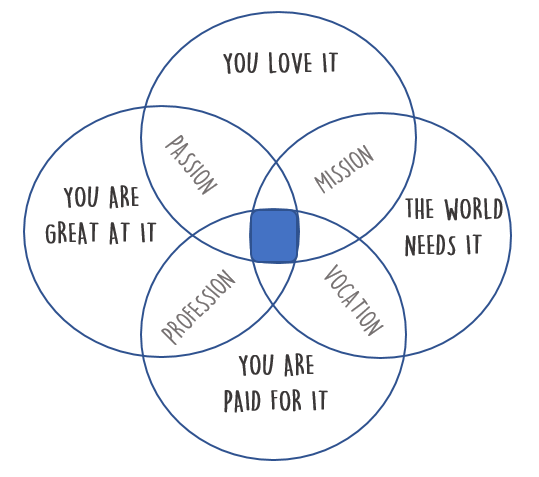 YOU LOVE IT
PASSION
MISSION
YOU ARE
GREAT AT IT
THE WORLD
NEEDS IT
PROFESSION
VOCATION
YOU ARE
PAID FOR IT